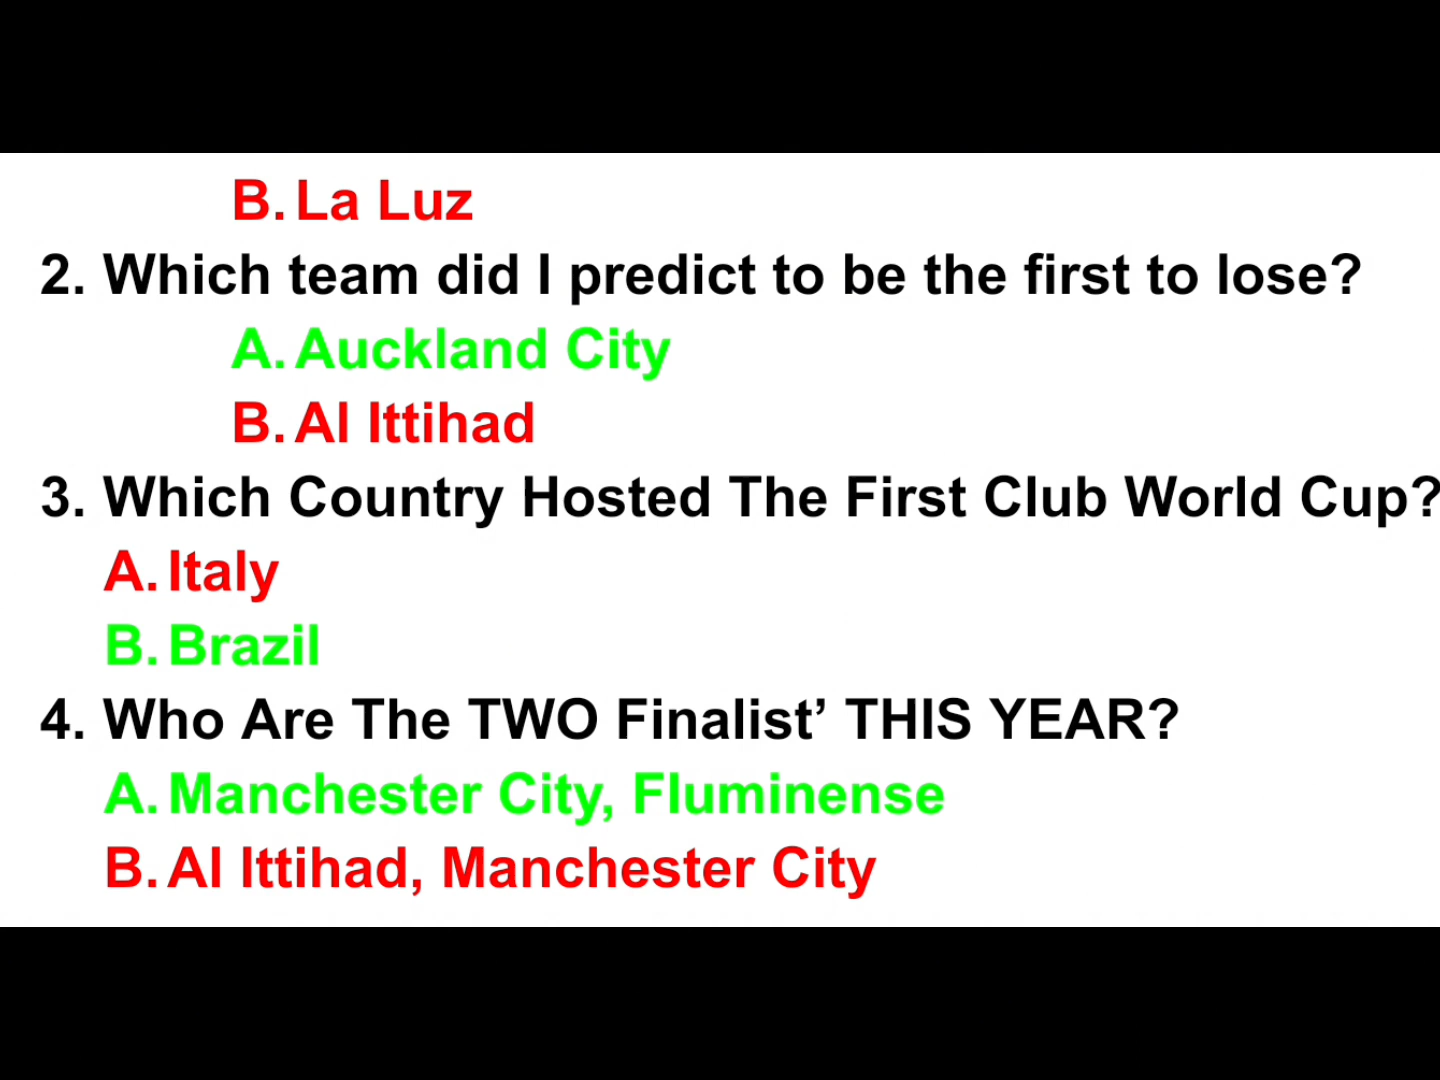 B. La Luz
2. Which team did I predict to be the first to lose?
A. Auckland City
B. Al Ittihad
3. Which Country Hosted The First Club World Cup?
A. Italy
B. Brazil
4. Who Are The TWO Finalist’ THIS YEAR?
A. Manchester City, Fluminense
B. Al Ittihad, Manchester City